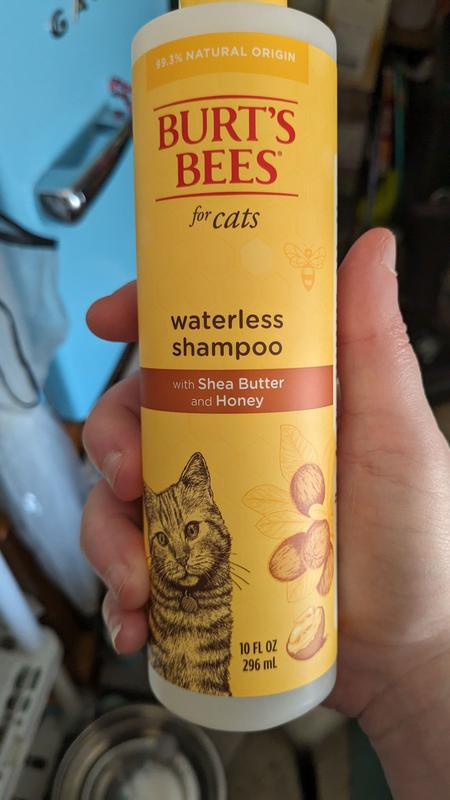 99.3% NATURAL ORIGIN
BURT'S
BEES®
for cats
waterless
shampoo
with Shea Butter
and Honey
10 FL OZ
296 mL